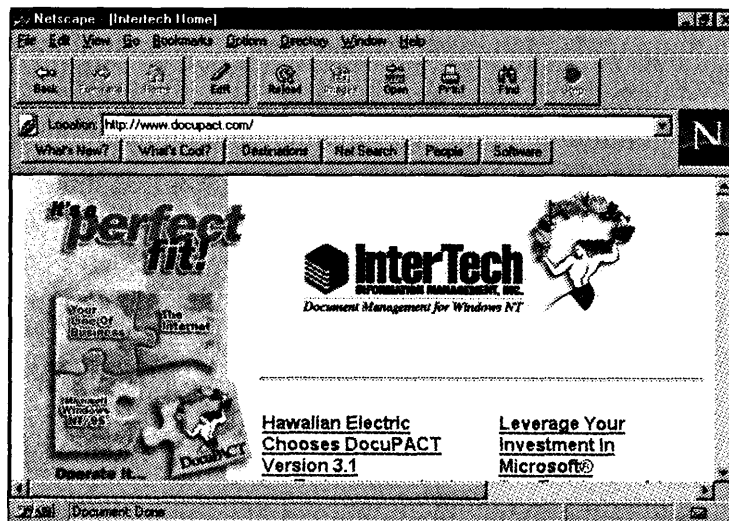 Netscape - [Intertech Home]
File Edit View Go Bookmarks Options Directory Window Help
Back Forward Home Edit Reload Images Open Print Find Stop
Location: http://www.docupact.com/
N
What's New? What's Cool? Destinations Net Search People Software
It's a
perfect
fit!
InterTech
INFORMATION MANAGEMENT, INC.
Document Management for Windows NT
Your
Line Of
Business
The
Internet
Microsoft
Windows
NT/95
DocuPACT
Operate it...
Hawaiian Electric
Chooses DocuPACT
Version 3.1
Leverage Your
Investment In
Microsoft®
Document: Done